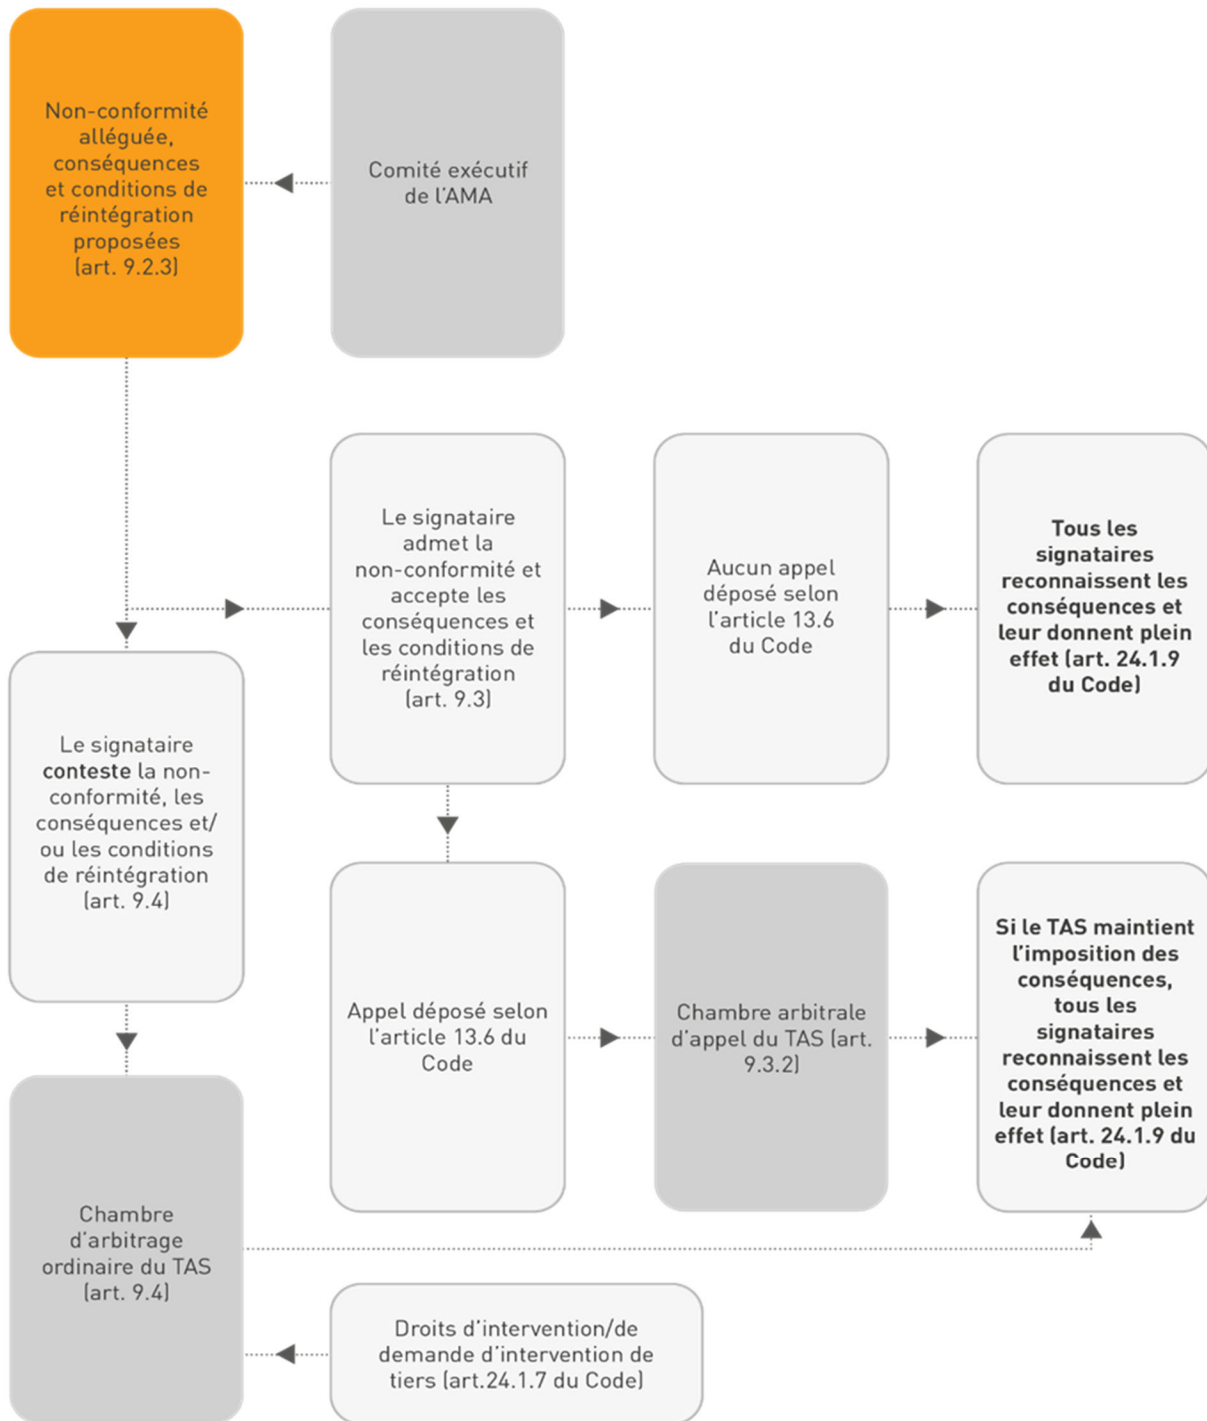 Non-conformité
alléguée,
conséquences
et conditions de
réintégration
proposées
(art. 9.2.3)
Comité exécutif
de l'AMA
Le signataire
admet la
non-conformité et
accepte les
conséquences et
les conditions de
réintégration
(art. 9.3)
Aucun appel
déposé selon
l'article 13.6
du Code
Tous les
signataires
reconnaissent les
conséquences et
leur donnent plein
effet (art. 24.1.9
du Code)
Le signataire
conteste la non-
conformité, les
conséquences et/
ou les conditions
de réintégration
(art. 9.4)
Appel déposé selon
l'article 13.6 du
Code
Chambre arbitrale
d'appel du TAS (art.
9.3.2)
Si le TAS maintient
l'imposition des
conséquences,
tous les
signataires
reconnaissent les
conséquences et
leur donnent plein
effet (art. 24.1.9 du
Code)
Chambre
d'arbitrage
ordinaire du TAS
(art. 9.4)
Droits d'intervention/de
demande d'intervention de
tiers (art.24.1.7 du Code)